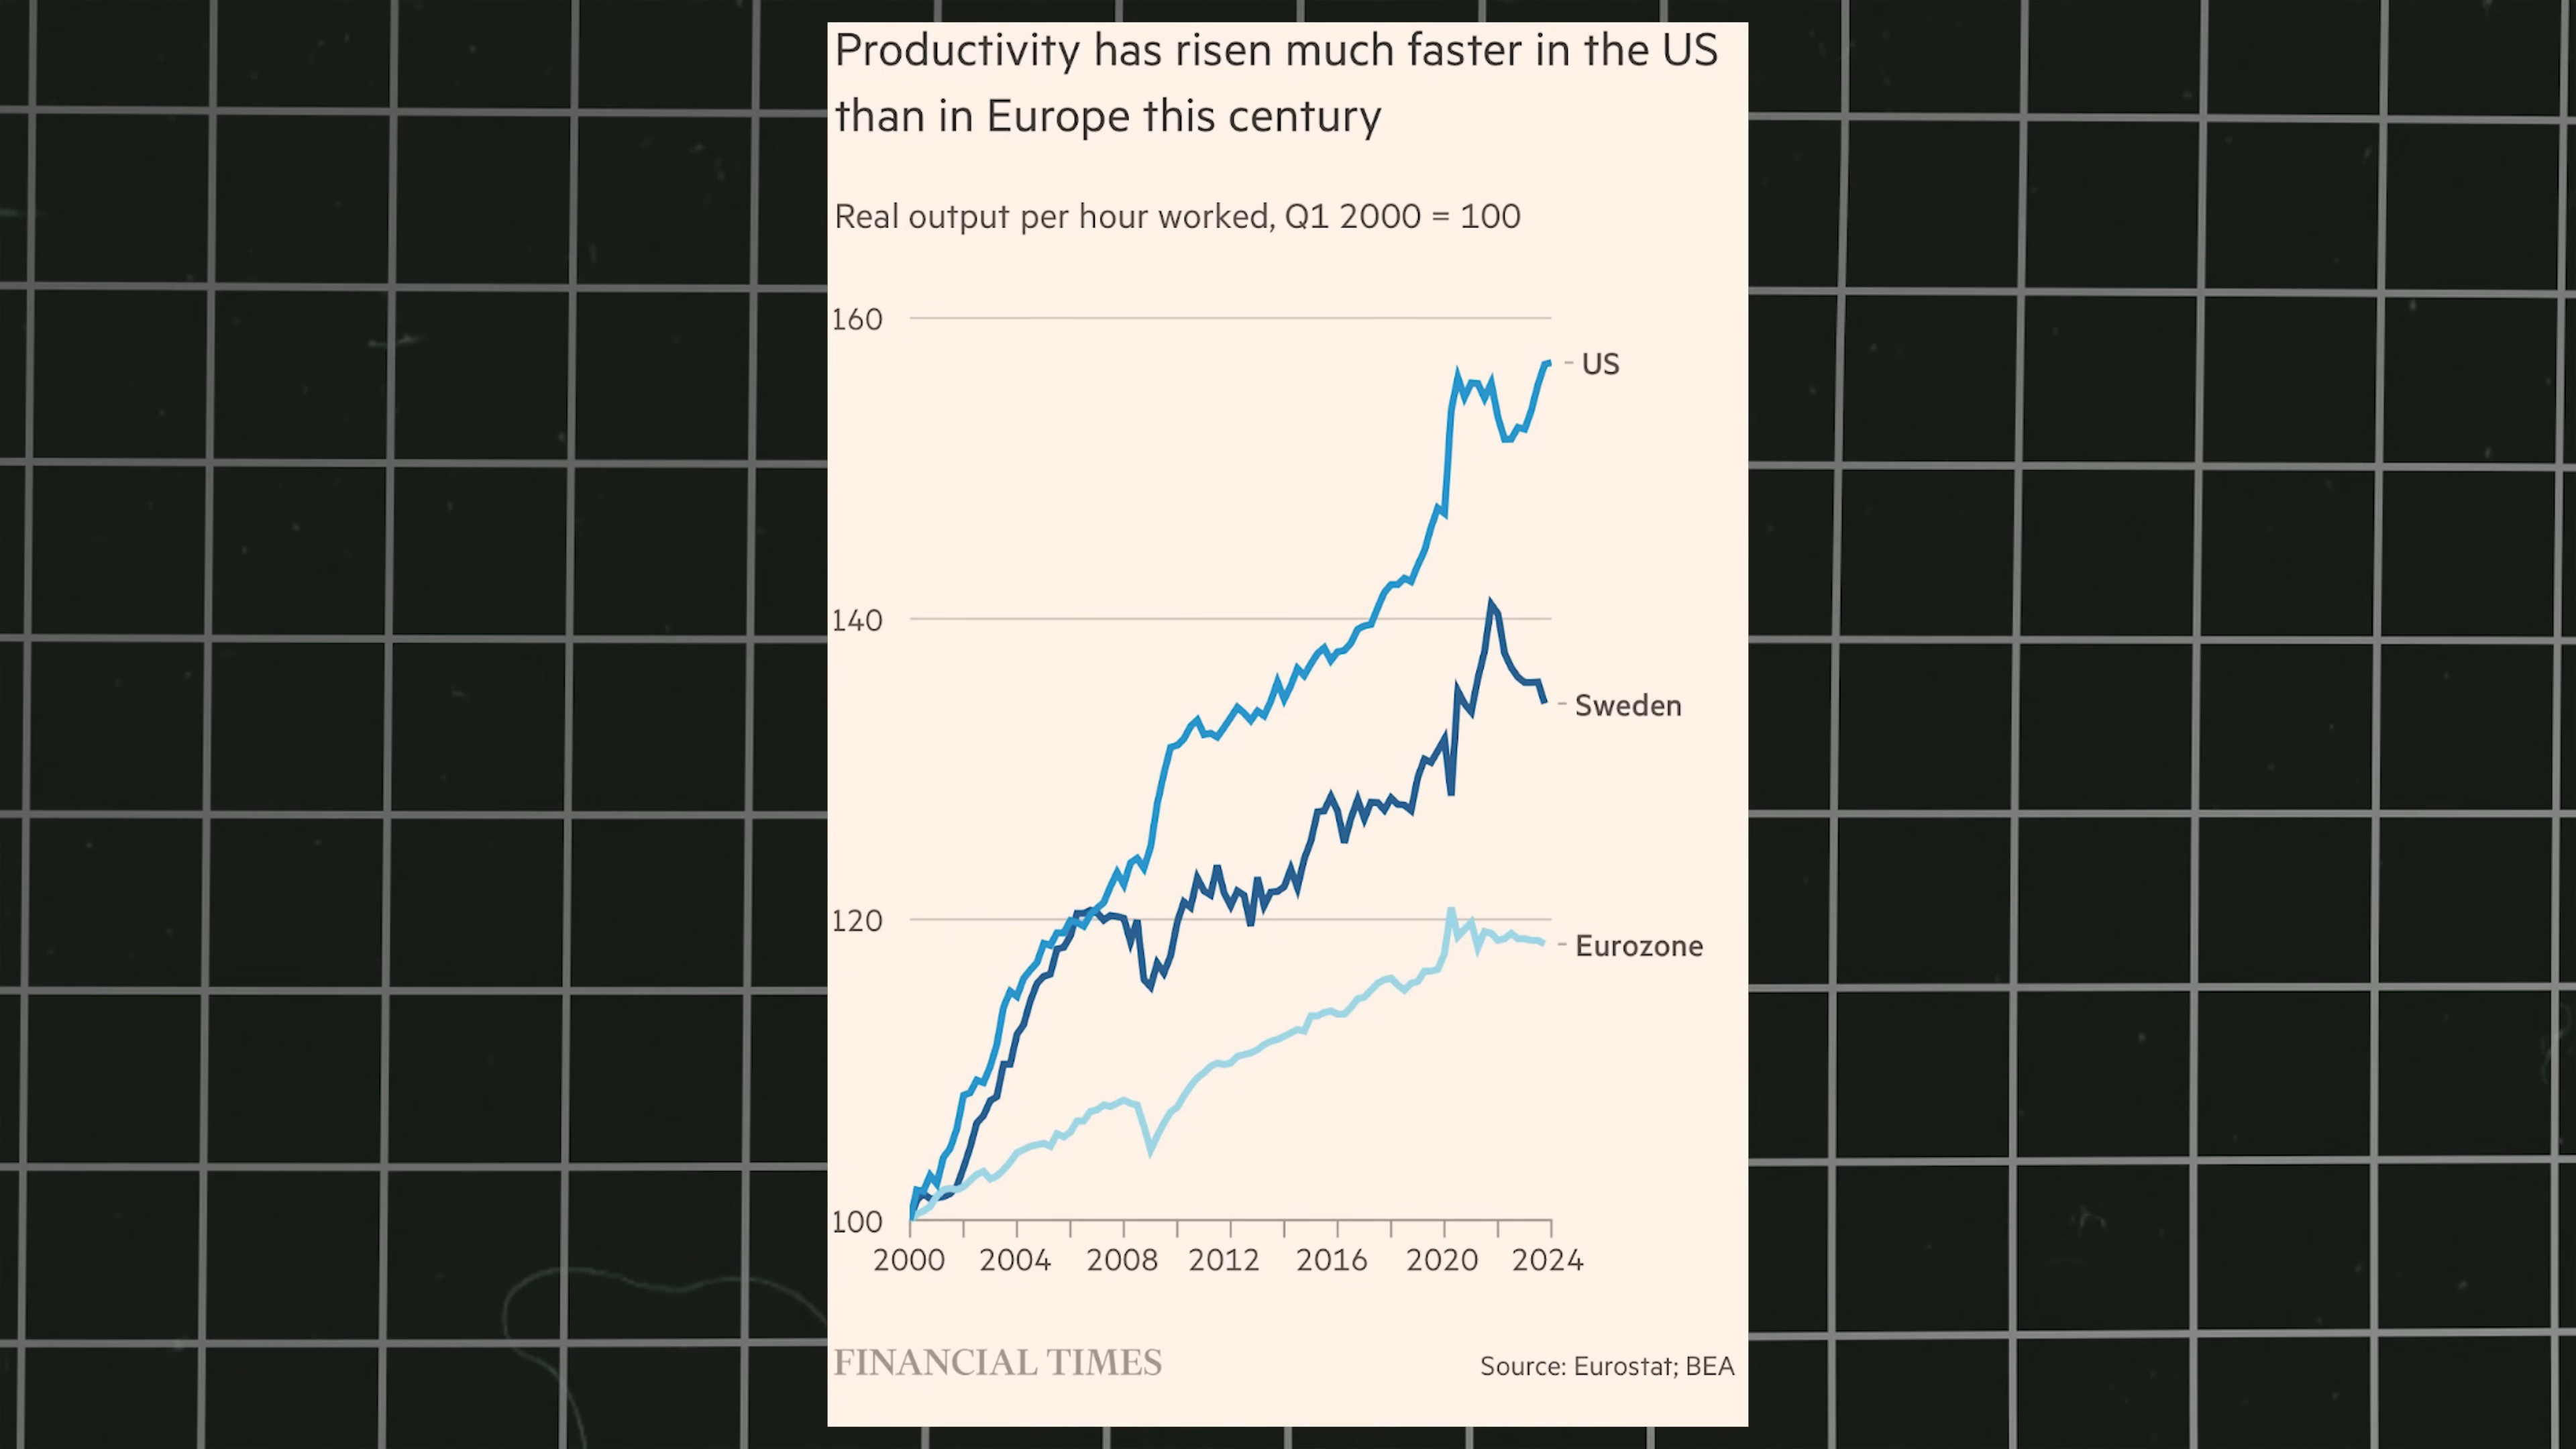 Productivity has risen much faster in the US
than in Europe this century
Real output per hour worked, Q1 2000 = 100
160
US
140
Sweden
120
Eurozone
100
2000 2004 2008 2012 2016 2020 2024
FINANCIAL TIMES
Source: Eurostat; BEA